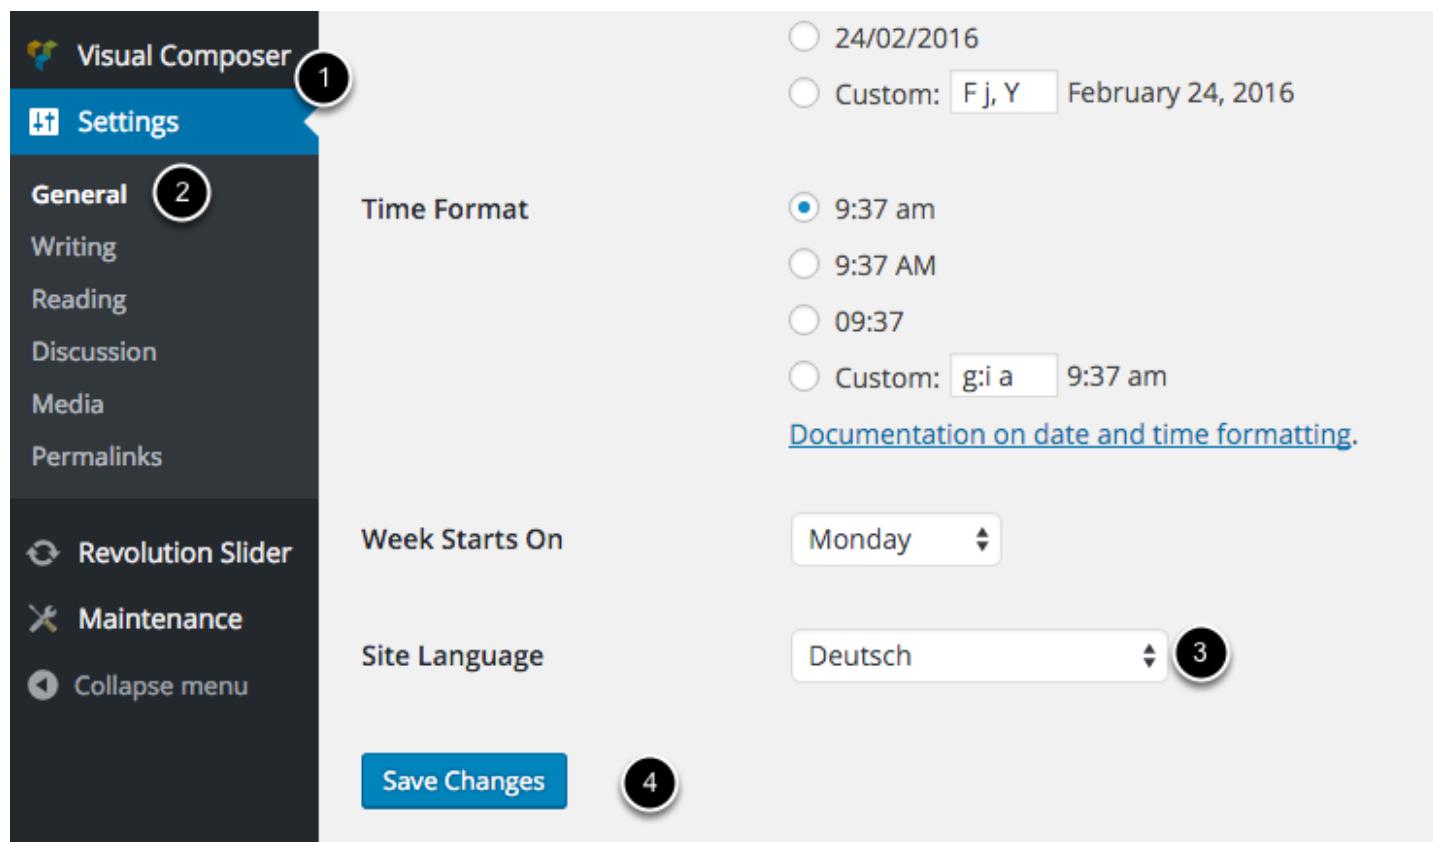 Visual Composer
1
Settings
General
2
Writing
Reading
Discussion
Media
Permalinks
Revolution Slider
Maintenance
Collapse menu
24/02/2016
Custom: F j, Y February 24, 2016
Time Format
9:37 am
9:37 AM
09:37
Custom: g:i a 9:37 am
Documentation on date and time formatting.
Week Starts On Monday
Site Language Deutsch 3
Save Changes 4